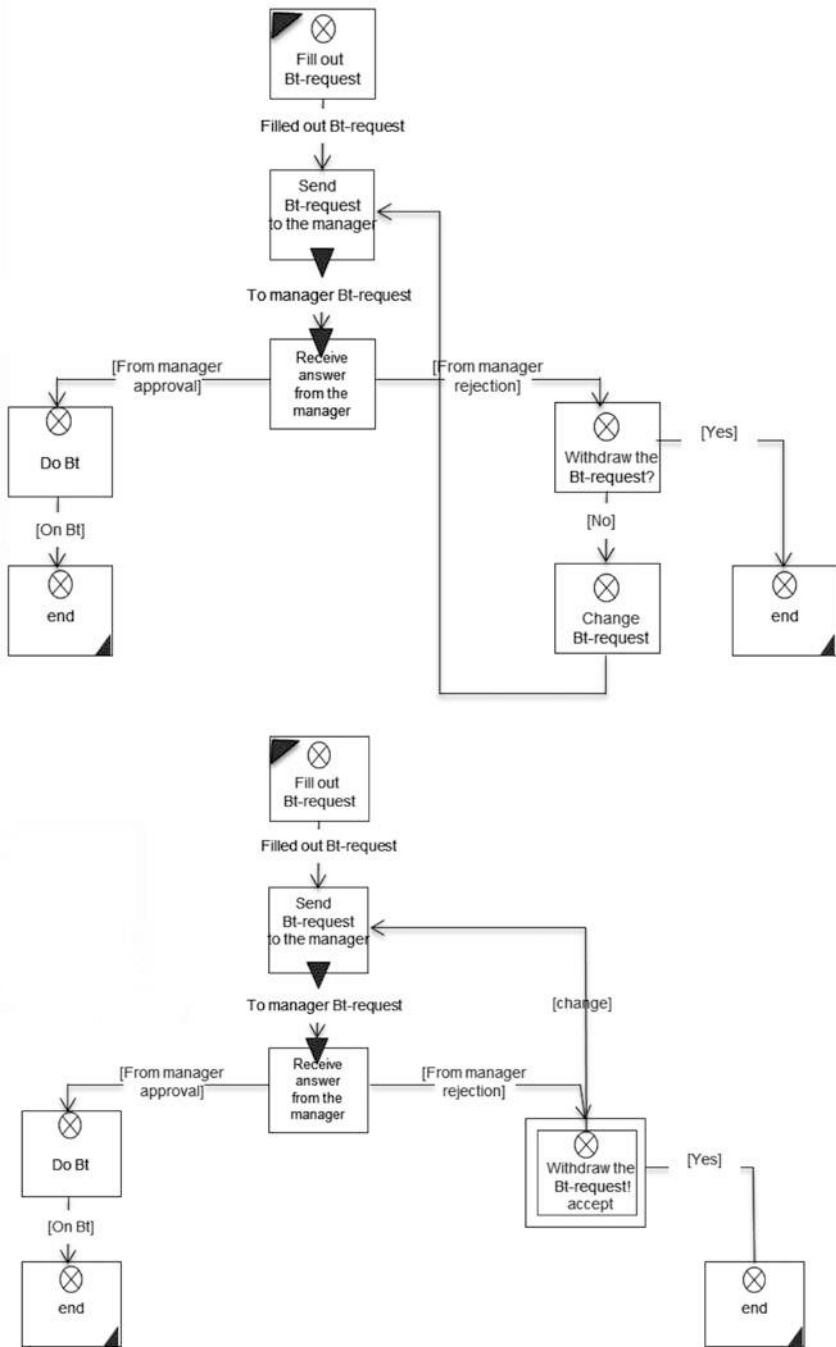 Fill out
Bt-request
Filled out Bt-request
Send
Bt-request
to the manager
To manager Bt-request
[From manager
approval]
Receive
answer
from the
manager
[From manager
rejection]
Do Bt
Withdraw the
Bt-request?
[Yes]
[On Bt]
[No]
end
Change
Bt-request
end
Fill out
Bt-request
Filled out Bt-request
Send
Bt-request
to the manager
To manager Bt-request
[change]
[From manager
approval]
Receive
answer
from the
manager
[From manager
rejection]
Do Bt
Withdraw the
Bt-request!
accept
[Yes]
[On Bt]
end
end